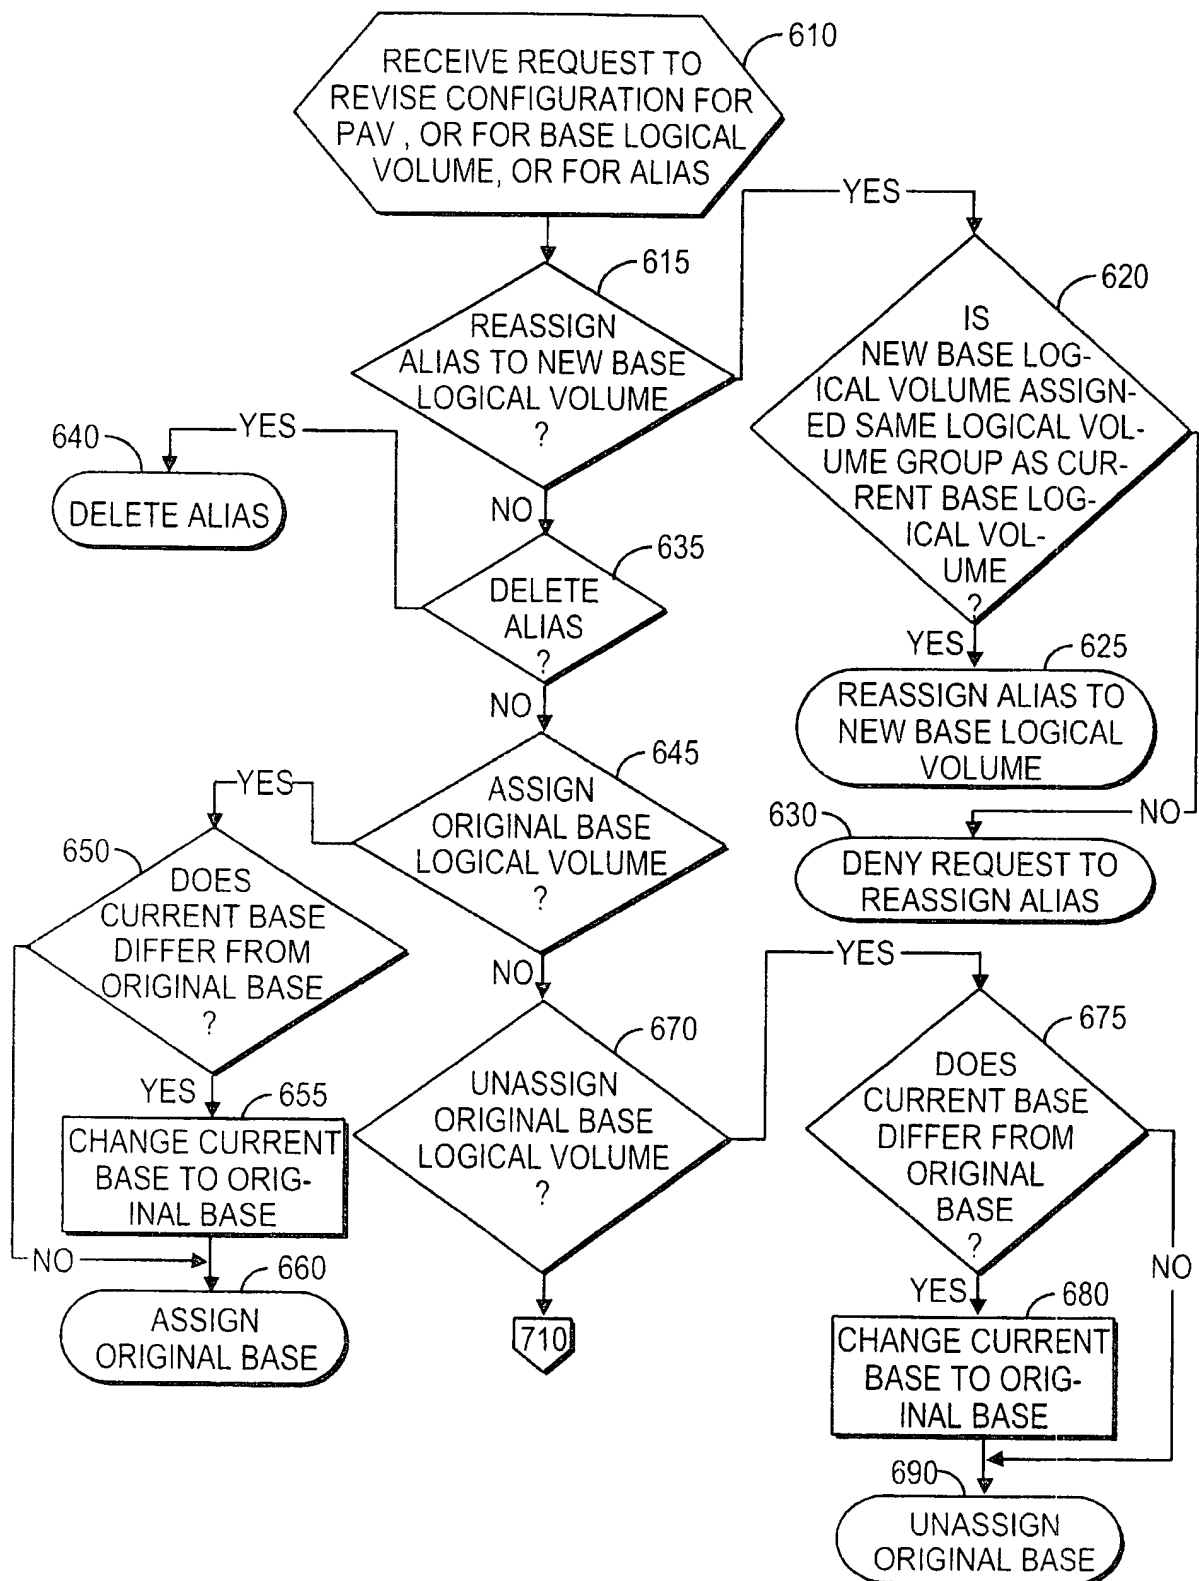 610
RECEIVE REQUEST TO
REVISE CONFIGURATION FOR
PAV , OR FOR BASE LOGICAL
VOLUME, OR FOR ALIAS
YES
615
REASSIGN
ALIAS TO NEW BASE
LOGICAL VOLUME
?
620
IS
NEW BASE LOG-
ICAL VOLUME ASSIGN-
ED SAME LOGICAL VOL-
UME GROUP AS CUR-
RENT BASE LOG-
ICAL VOL-
UME
?
640
YES
DELETE ALIAS
NO
635
DELETE
ALIAS
?
YES
625
REASSIGN ALIAS TO
NEW BASE LOGICAL
VOLUME
NO
NO
630
DENY REQUEST TO
REASSIGN ALIAS
645
ASSIGN
ORIGINAL BASE
LOGICAL VOLUME
?
YES
650
DOES
CURRENT BASE
DIFFER FROM
ORIGINAL BASE
?
NO
YES
670
UNASSIGN
ORIGINAL BASE
LOGICAL VOLUME
?
675
DOES
CURRENT BASE
DIFFER FROM
ORIGINAL
BASE
?
YES
655
CHANGE CURRENT
BASE TO ORIG-
INAL BASE
NO
660
ASSIGN
ORIGINAL BASE
710
NO
YES
680
CHANGE CURRENT
BASE TO ORIG-
INAL BASE
690
UNASSIGN
ORIGINAL BASE